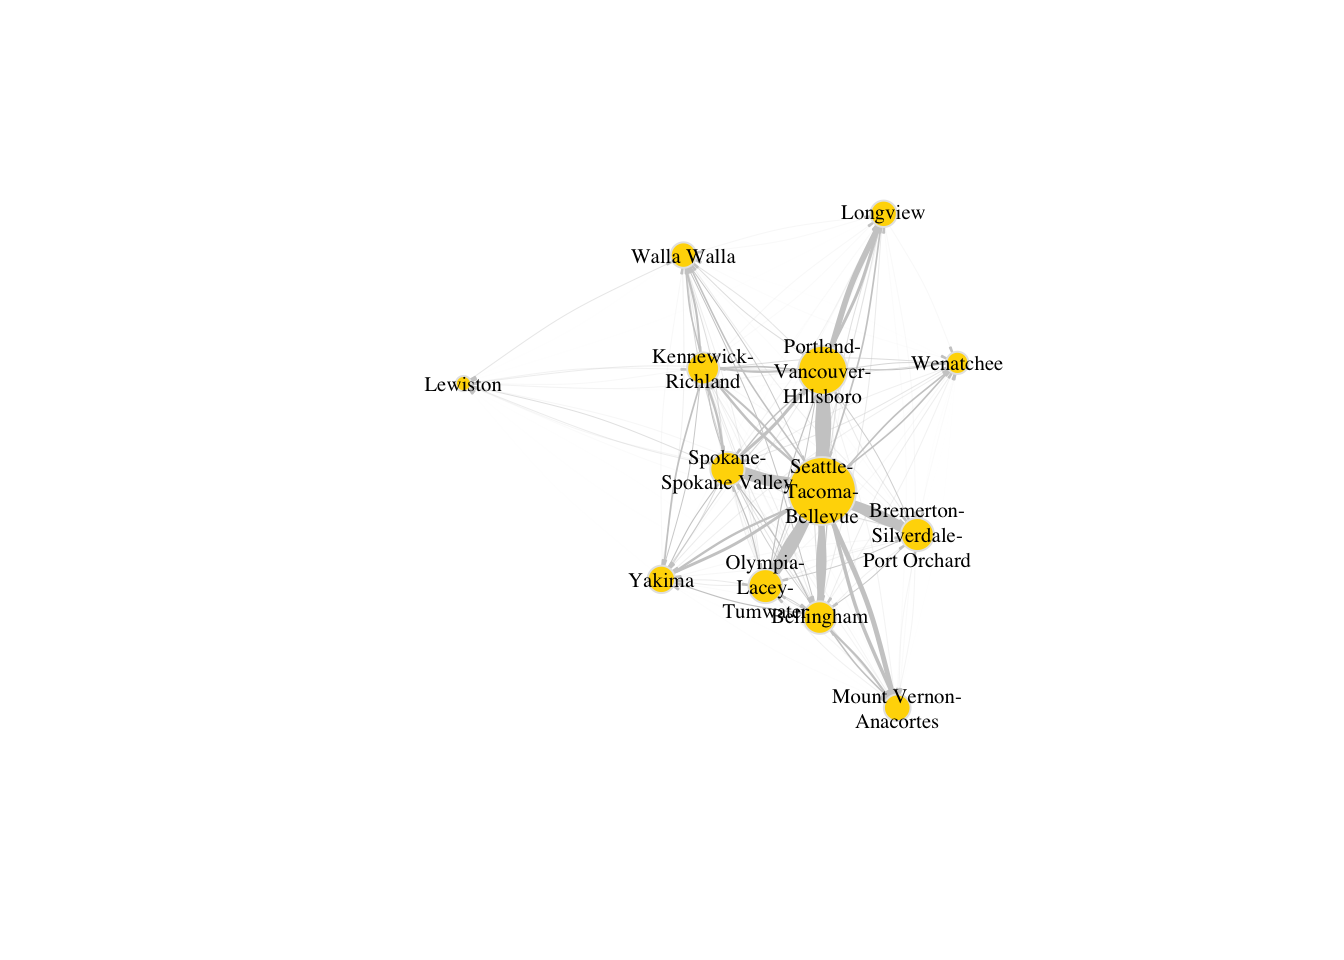 Longview
Walla Walla
Portland-
Vancouver-
Hillsboro
Kennewick-
Richland
Wenatchee
Lewiston
Spokane-
Spokane Valley
Seattle-
Tacoma-
Bellevue
Bremerton-
Silverdale-
Port Orchard
Olympia-
Lacey-
Tumwater
Yakima
Bellingham
Mount Vernon-
Anacortes